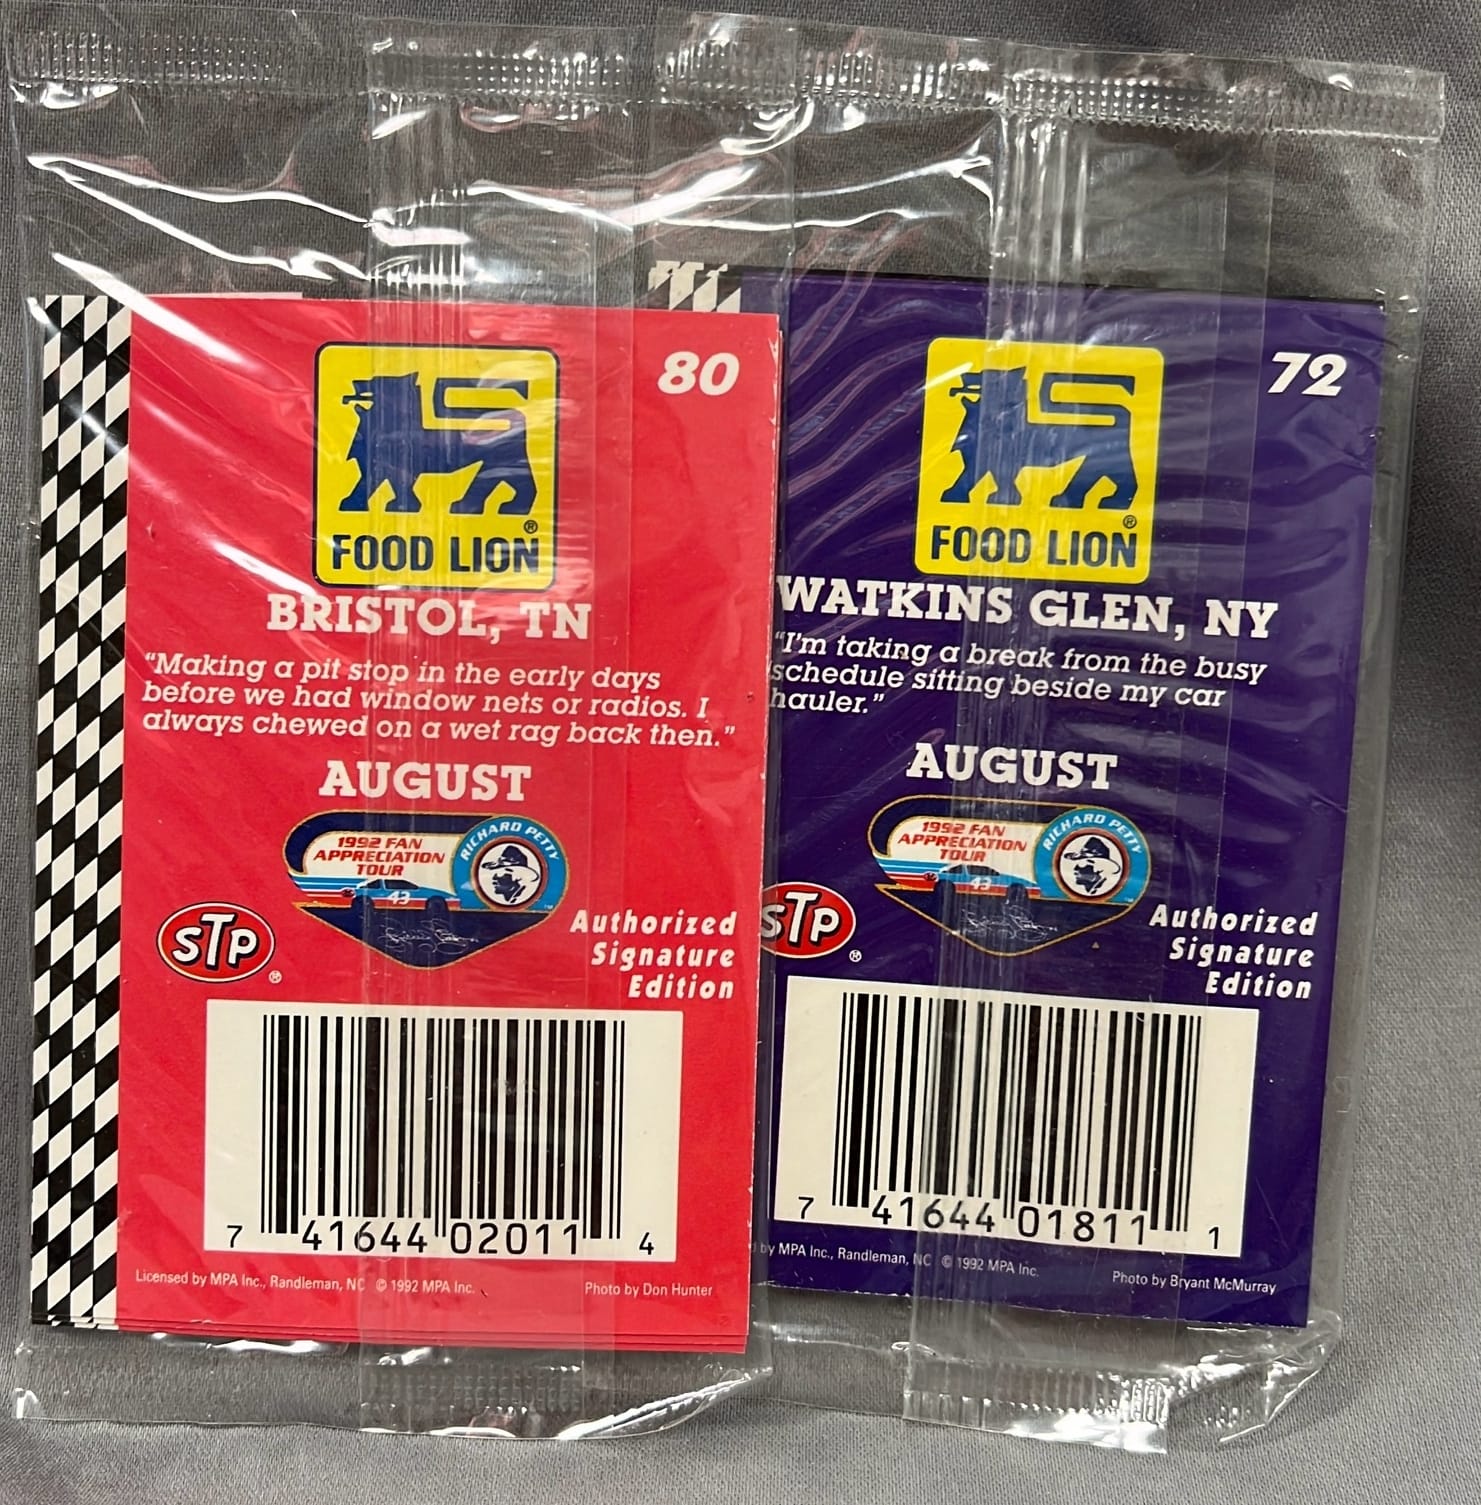 80
FOOD LION®
BRISTOL, TN
“Making a pit stop in the early days
before we had window nets or radios. I
always chewed on a wet rag back then.”
AUGUST
1992 FAN
APPRECIATION
TOUR
RICHARD PETTY
43
STP®
Authorized
Signature
Edition
7 41644 02011 4
Licensed by MPA Inc., Randleman, NC © 1992 MPA Inc.
Photo by Don Hunter
72
FOOD LION®
WATKINS GLEN, NY
“I’m taking a break from the busy
schedule sitting beside my car
hauler.”
AUGUST
1992 FAN
APPRECIATION
TOUR
RICHARD PETTY
43
STP®
Authorized
Signature
Edition
7 41644 01811 1
by MPA Inc., Randleman, NC © 1992 MPA Inc.
Photo by Bryant McMurray